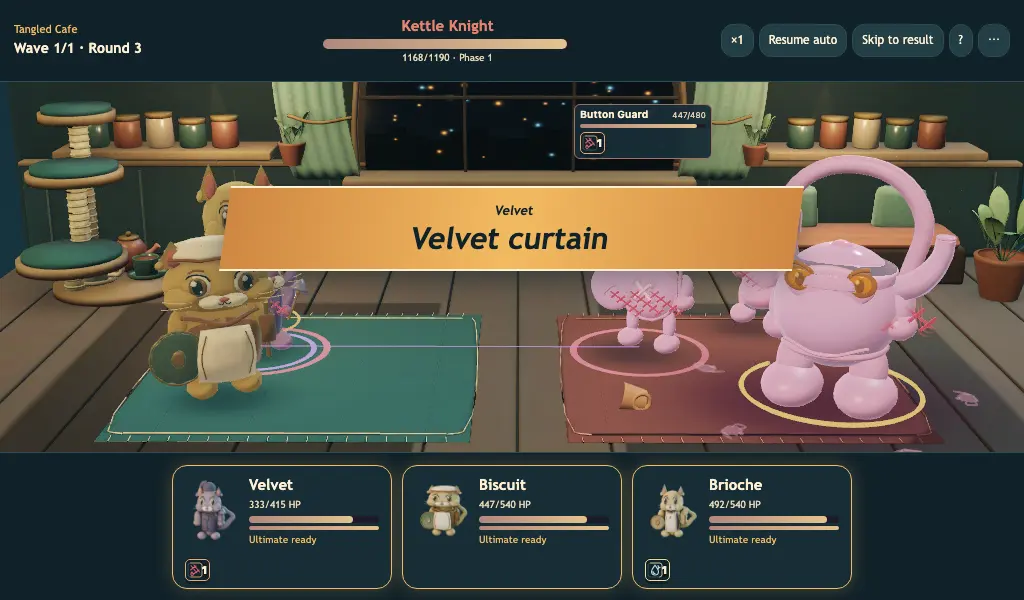 Tangled Cafe
Wave 1/1 · Round 3
Kettle Knight
1168/1190 · Phase 1
×1
Resume auto
Skip to result
?
...
Button Guard 447/480
1
Velvet
Velvet curtain
Velvet
333/415 HP
Ultimate ready
1
Biscuit
447/540 HP
Ultimate ready
Brioche
492/540 HP
Ultimate ready
1